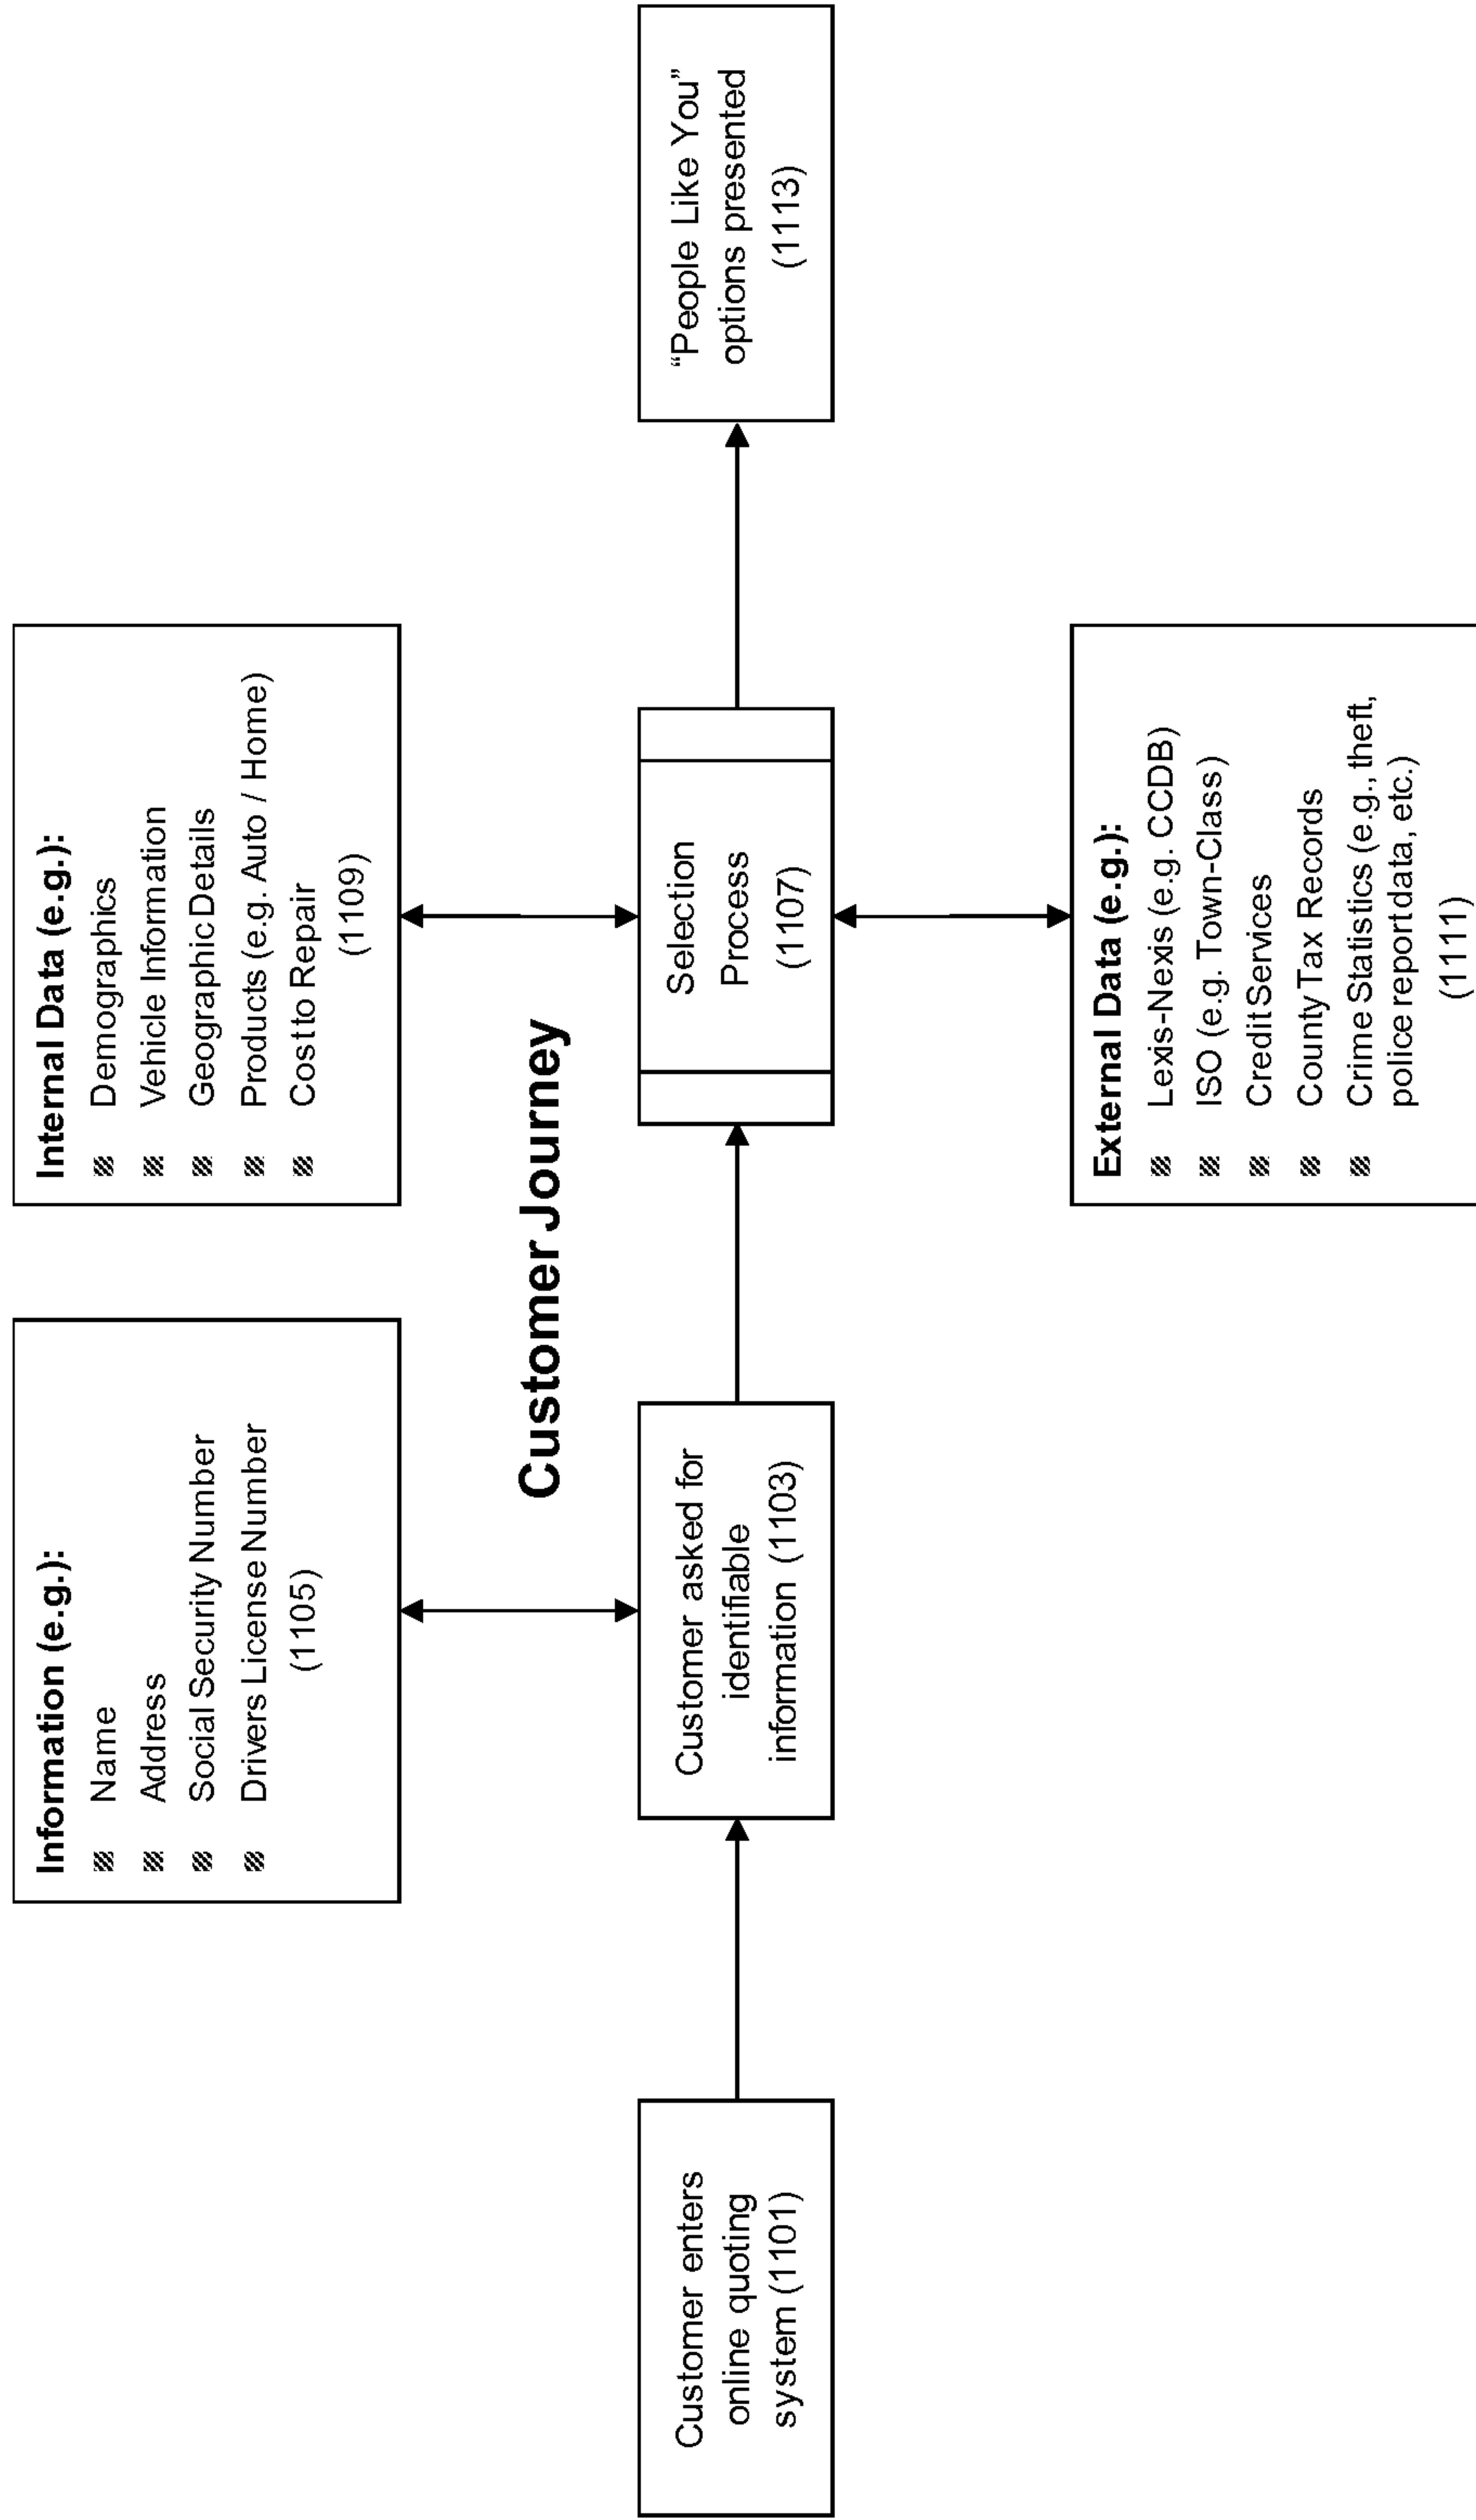 Customer Journey
Information (e.g.):
Name
Address
Social Security Number
Drivers License Number
(1105)
Internal Data (e.g.):
Demographics
Vehicle Information
Geographic Details
Products (e.g. Auto / Home)
Cost to Repair
(1109)
Customer enters
online quoting
system (1101)
Customer asked for
identifiable
information (1103)
Selection
Process
(1107)
“People Like You”
options presented
(1113)
External Data (e.g.):
Lexis-Nexis (e.g. CCDB)
ISO (e.g. Town-Class)
Credit Services
County Tax Records
Crime Statistics (e.g., theft,
police report data, etc.)
(1111)